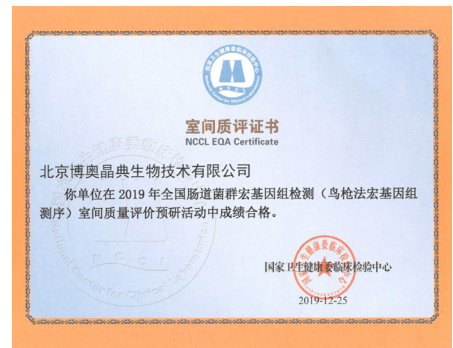 室间质评证书
NCCL EQA Certificate
北京博奥晶典生物技术有限公司
你单位在 2019 年全国肠道菌群宏基因组检测（鸟枪法宏基因组
测序）室间质量评价预研活动中成绩合格。
国家卫生健康委临床检验中心
2019-12-25